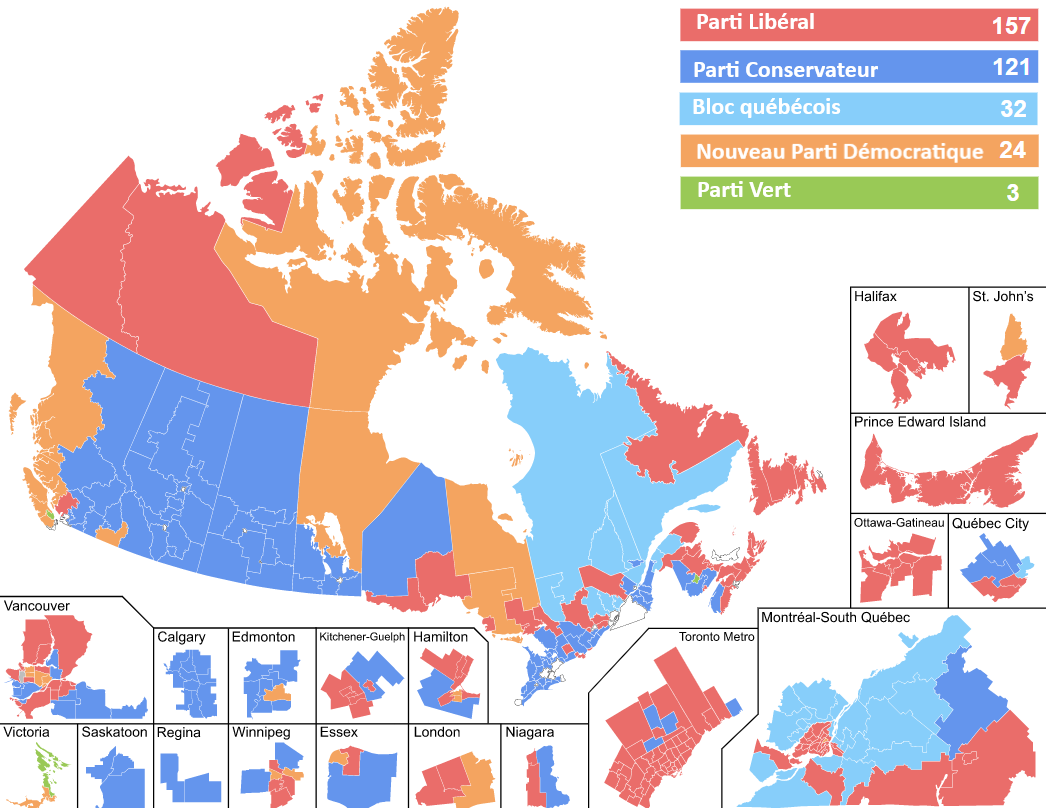 Parti Libéral 157
Parti Conservateur 121
Bloc québécois 32
Nouveau Parti Démocratique 24
Parti Vert 3
Halifax
St. John's
Prince Edward Island
Ottawa-Gatineau
Québec City
Vancouver
Calgary
Edmonton
Kitchener-Guelph
Hamilton
Toronto Metro
Montréal-South Québec
Victoria
Saskatoon
Regina
Winnipeg
Essex
London
Niagara